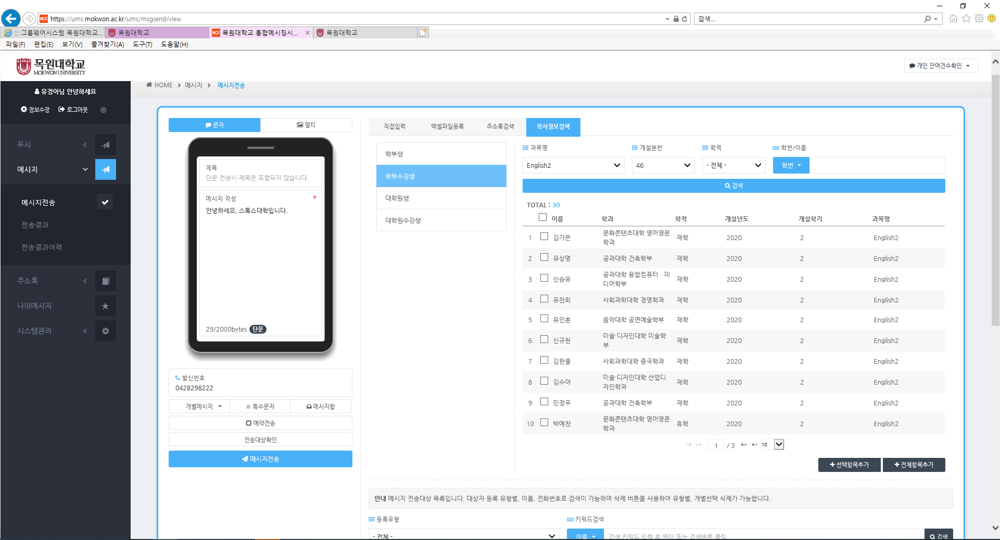 https://ums.mokwon.ac.kr/ums/msgsend/view
검색...
::: 그룹웨어시스템 목원대학교...
목원대학교
목원대학교 통합메시징시...
목원대학교
파일(F) 편집(E) 보기(V) 즐겨찾기(A) 도구(T) 도움말(H)
목원대학교
MOKWON UNIVERSITY
개인 잔여건수확인
유경아님 안녕하세요
HOME > 메시지 > 메시지전송
정보수정 로그아웃
푸시
메시지
메시지전송
전송결과
전송결과이력
주소록
나의메시지
시스템관리
문자 멀티
제목
단문 전송시 제목은 포함되지 않습니다.
메시지 작성 *
안녕하세요, 스톡스대학입니다.
29/2000bytes 단문
발신번호
0428298222
개별메시지 ※ 특수문자 메시지함
예약전송
전송대상확인
메시지전송
직접입력 엑셀파일등록 주소록검색 학사정보검색
학부생
학부수강생
대학원생
대학원수강생
과목명 개설분반 학적 학번/이름
English2 46 - 전체 - 학번
검색
TOTAL : 30
이름 학과 학적 개설년도 개설학기 과목명
1 김가은 문화콘텐츠대학 영어영문학과 재학 2020 2 English2
2 유상명 공과대학 건축학부 재학 2020 2 English2
3 신승유 공과대학 융합컴퓨터·미디어학부 재학 2020 2 English2
4 유찬희 사회과학대학 경영학과 재학 2020 2 English2
5 유인훈 음악대학 공연예술학부 재학 2020 2 English2
6 신규현 미술·디자인대학 미술학부 재학 2020 2 English2
7 김한울 사회과학대학 중국학과 재학 2020 2 English2
8 김수아 미술·디자인대학 산업디자인학과 재학 2020 2 English2
9 민정우 공과대학 건축학부 재학 2020 2 English2
10 박예찬 문화콘텐츠대학 영어영문학과 휴학 2020 2 English2
1 / 3 10
+ 선택항목추가 + 전체항목추가
안내 메시지 전송대상 목록입니다. 대상자 등록 유형별, 이름, 전화번호로 검색이 가능하며 삭제 버튼을 사용하여 유형별, 개별선택 삭제가 가능합니다.
등록유형 키워드검색
- 전체 - 이름 검색 키워드 입력 후 엔터 또는 검색버튼 클릭 검색